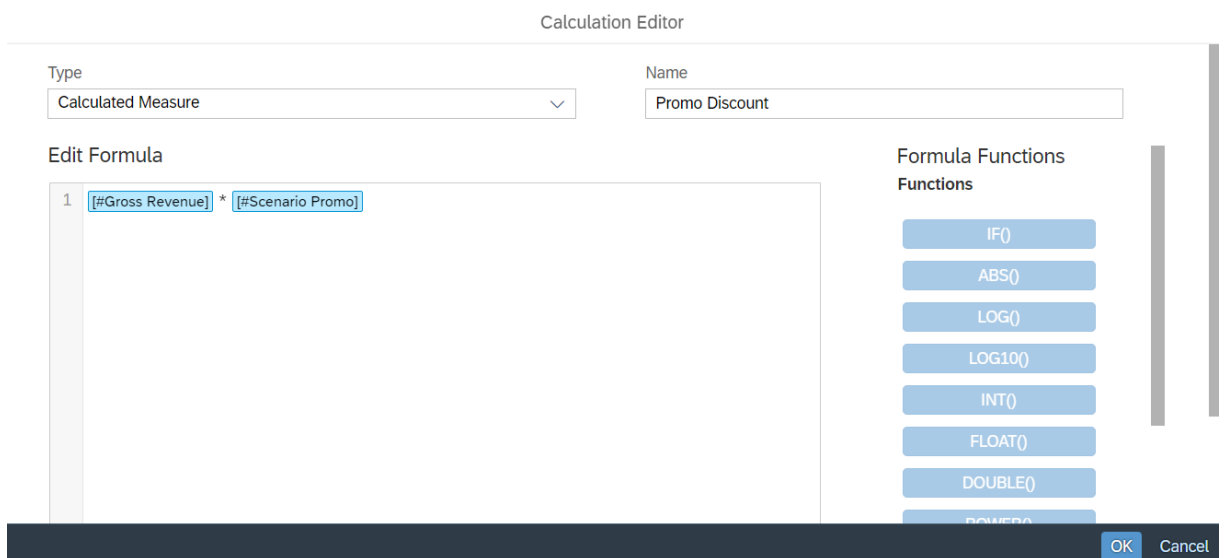 Calculation Editor
Type
Name
Calculated Measure
Promo Discount
Edit Formula
Formula Functions
Functions
1 [#Gross Revenue] * [#Scenario Promo]
IF()
ABS()
LOG()
LOG10()
INT()
FLOAT()
DOUBLE()
POWER()
OK Cancel